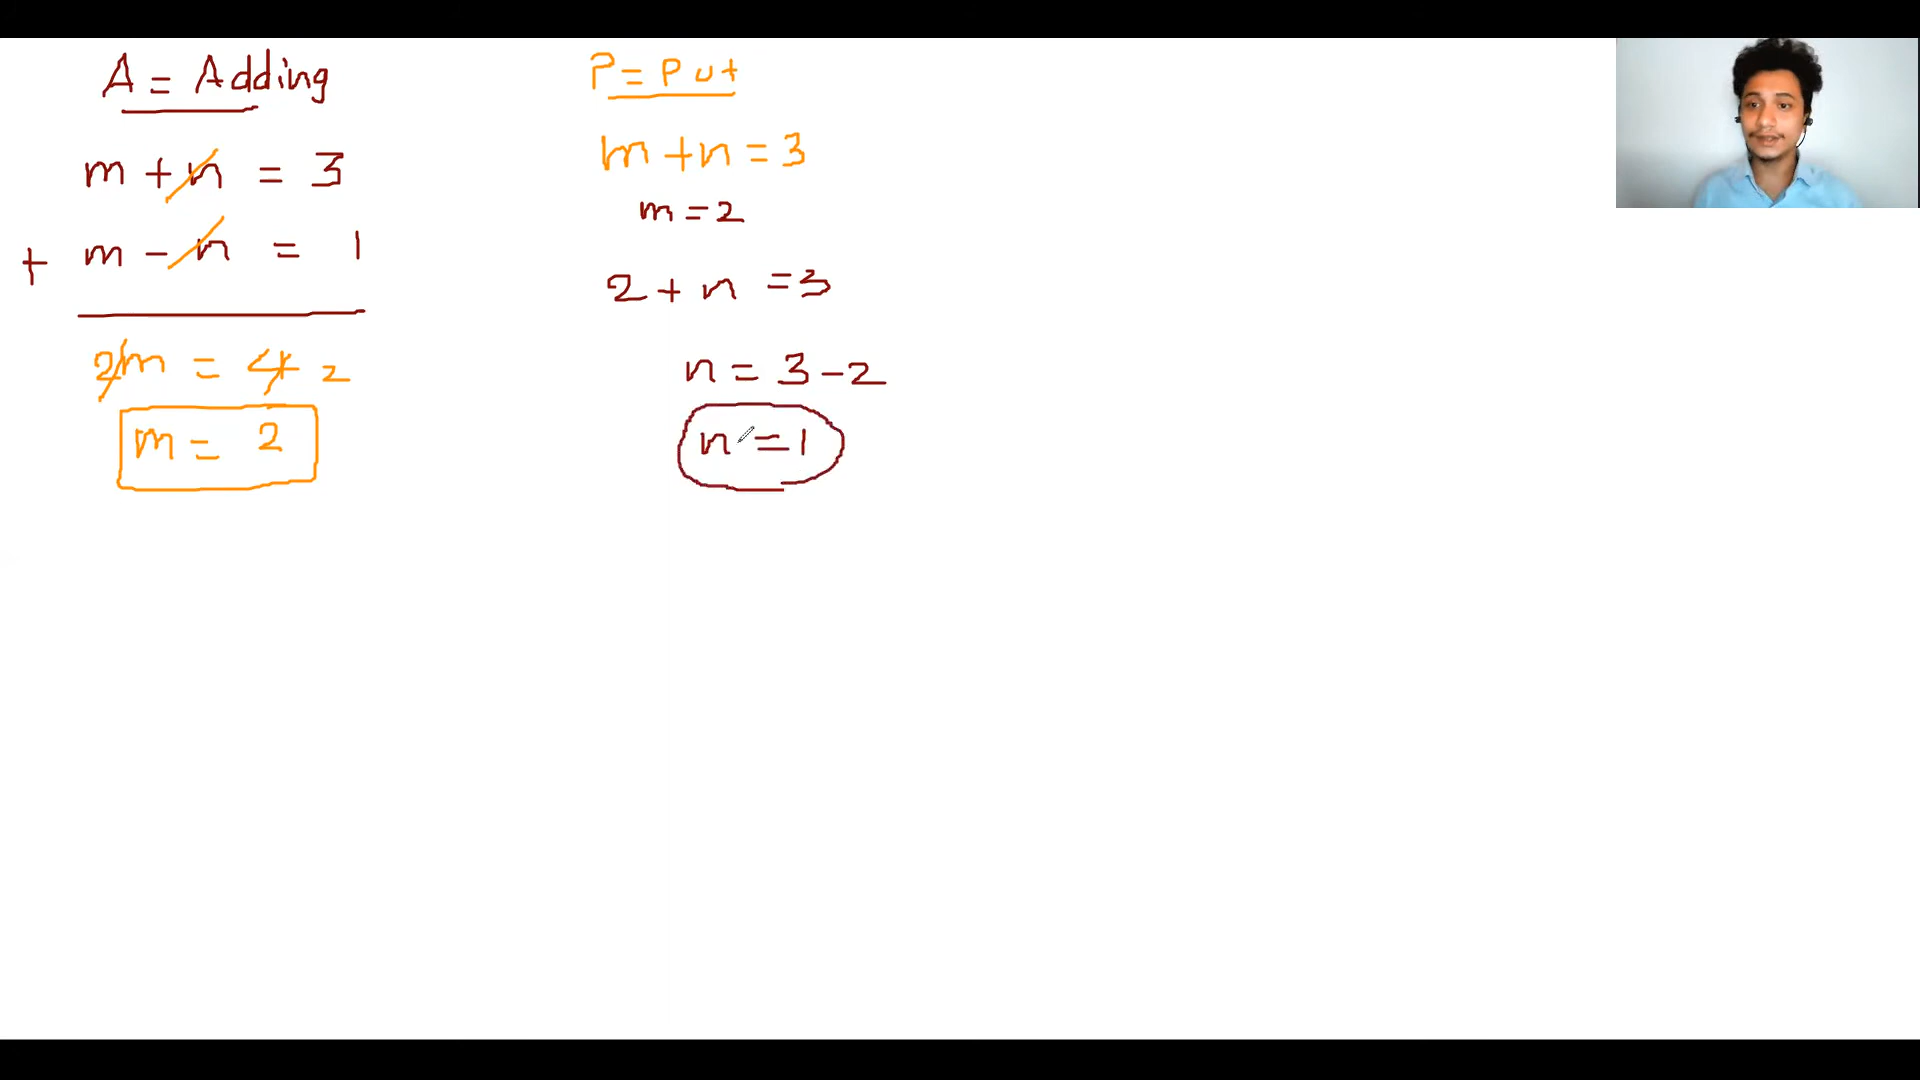 A = Adding
m + n = 3
+ m - n = 1
2m = 4 2
m = 2
P = Put
m + n = 3
m = 2
2 + n = 3
n = 3 - 2
n = 1